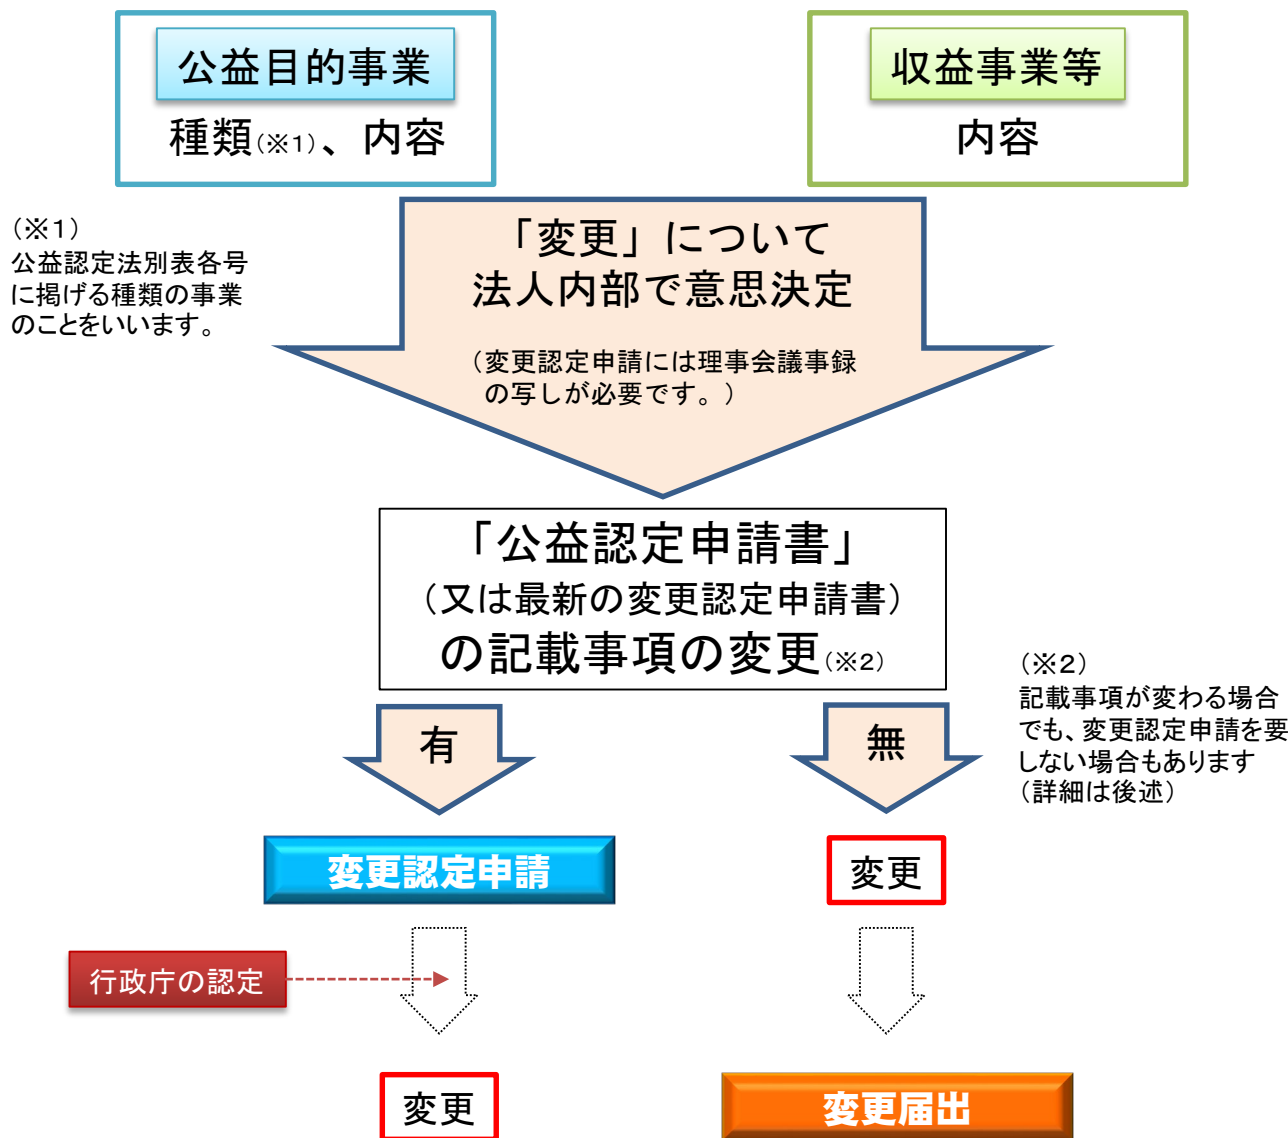 公益目的事業
種類(※1)、内容
収益事業等
内容
(※1)
公益認定法別表各号
に掲げる種類の事業
のことをいいます。
「変更」について
法人内部で意思決定
(変更認定申請には理事会議事録
の写しが必要です。)
「公益認定申請書」
(又は最新の変更認定申請書)
の記載事項の変更(※2)
(※2)
記載事項が変わる場合
でも、変更認定申請を要
しない場合もあります
(詳細は後述)
有
無
変更認定申請
変更
行政庁の認定
変更
変更届出